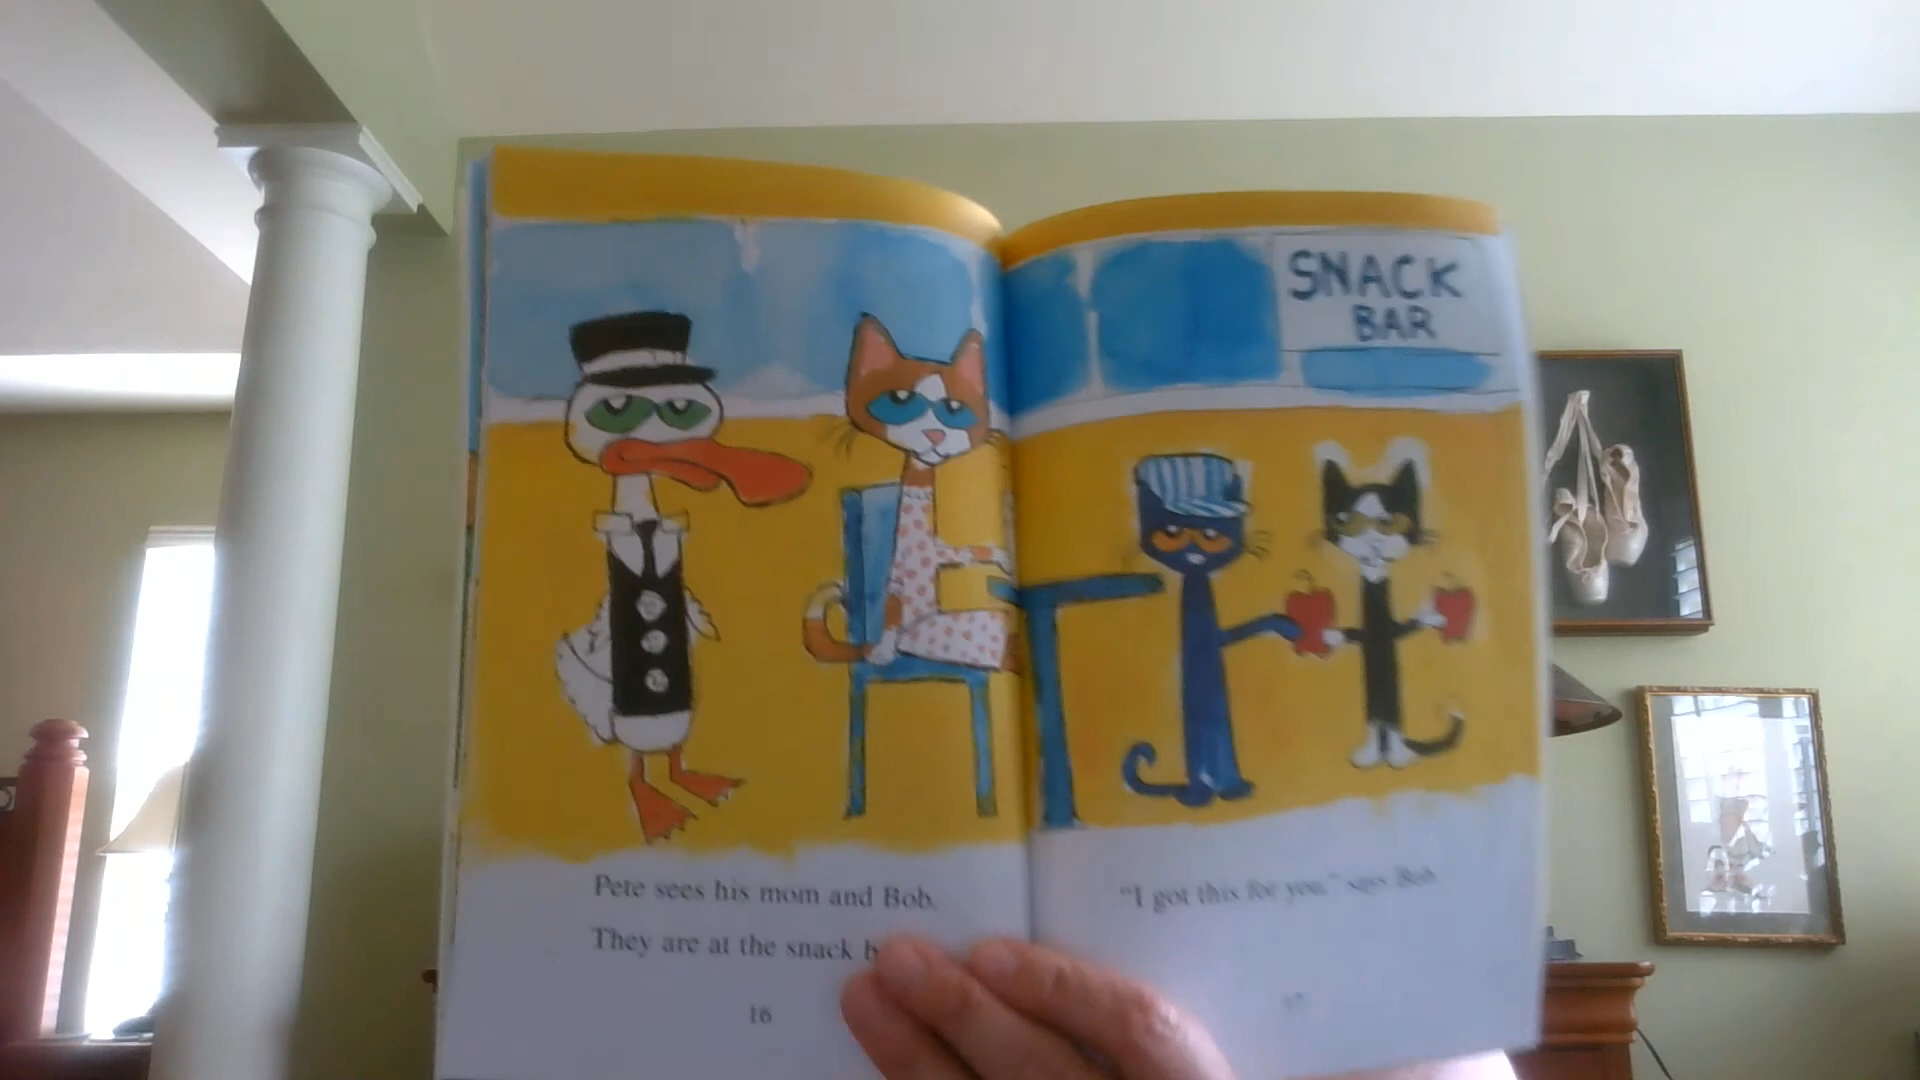 SNACK
BAR
Pete sees his mom and Bob.
They are at the snack
16
"I got this for you," says Bob.
17